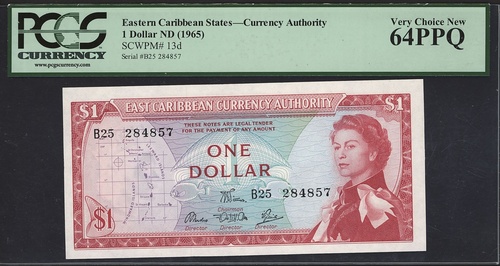 PCGS
CURRENCY
www.pcgscurrency.com
Eastern Caribbean States—Currency Authority
1 Dollar ND (1965)
SCWPM# 13d
Serial #B25 284857
Very Choice New
64PPQ
$1
EAST CARIBBEAN CURRENCY AUTHORITY
$1
THESE NOTES ARE LEGAL TENDER
FOR THE PAYMENT OF ANY AMOUNT
B25 284857
ONE
DOLLAR
B25 284857
Chairman
$1
Director
Director
Director